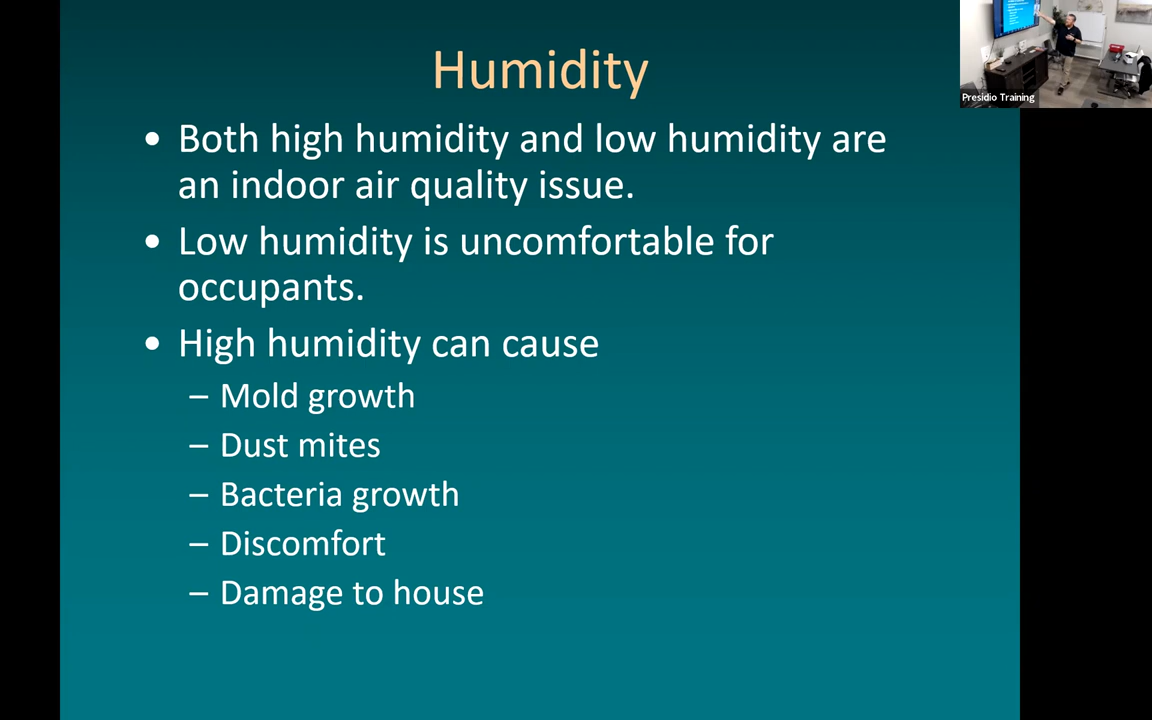 Humidity
• Both high humidity and low humidity are
an indoor air quality issue.
• Low humidity is uncomfortable for
occupants.
• High humidity can cause
– Mold growth
– Dust mites
– Bacteria growth
– Discomfort
– Damage to house
Presidio Training